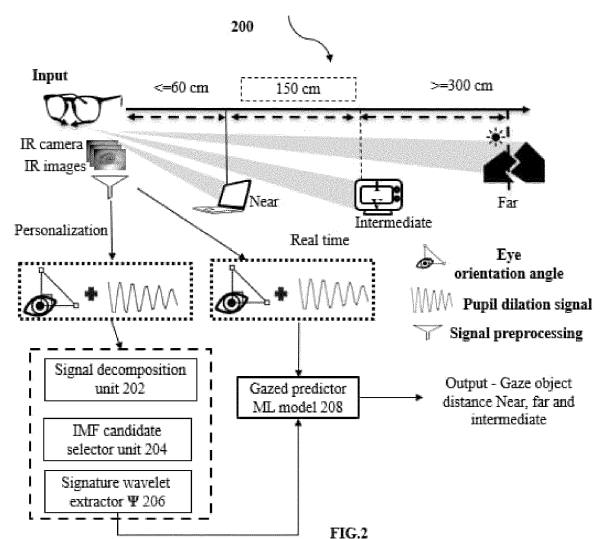 200
Input
<=60 cm
150 cm
>=300 cm
IR camera
IR images
Near
T
V
Intermediate
Far
Personalization
Real time
Eye
orientation angle
Pupil dilation signal
Signal preprocessing
Signal decomposition
unit 202
IMF candidate
selector unit 204
Signature wavelet
extractor Ψ 206
Gazed predictor
ML model 208
Output - Gaze object
distance Near, far and
intermediate
FIG.2